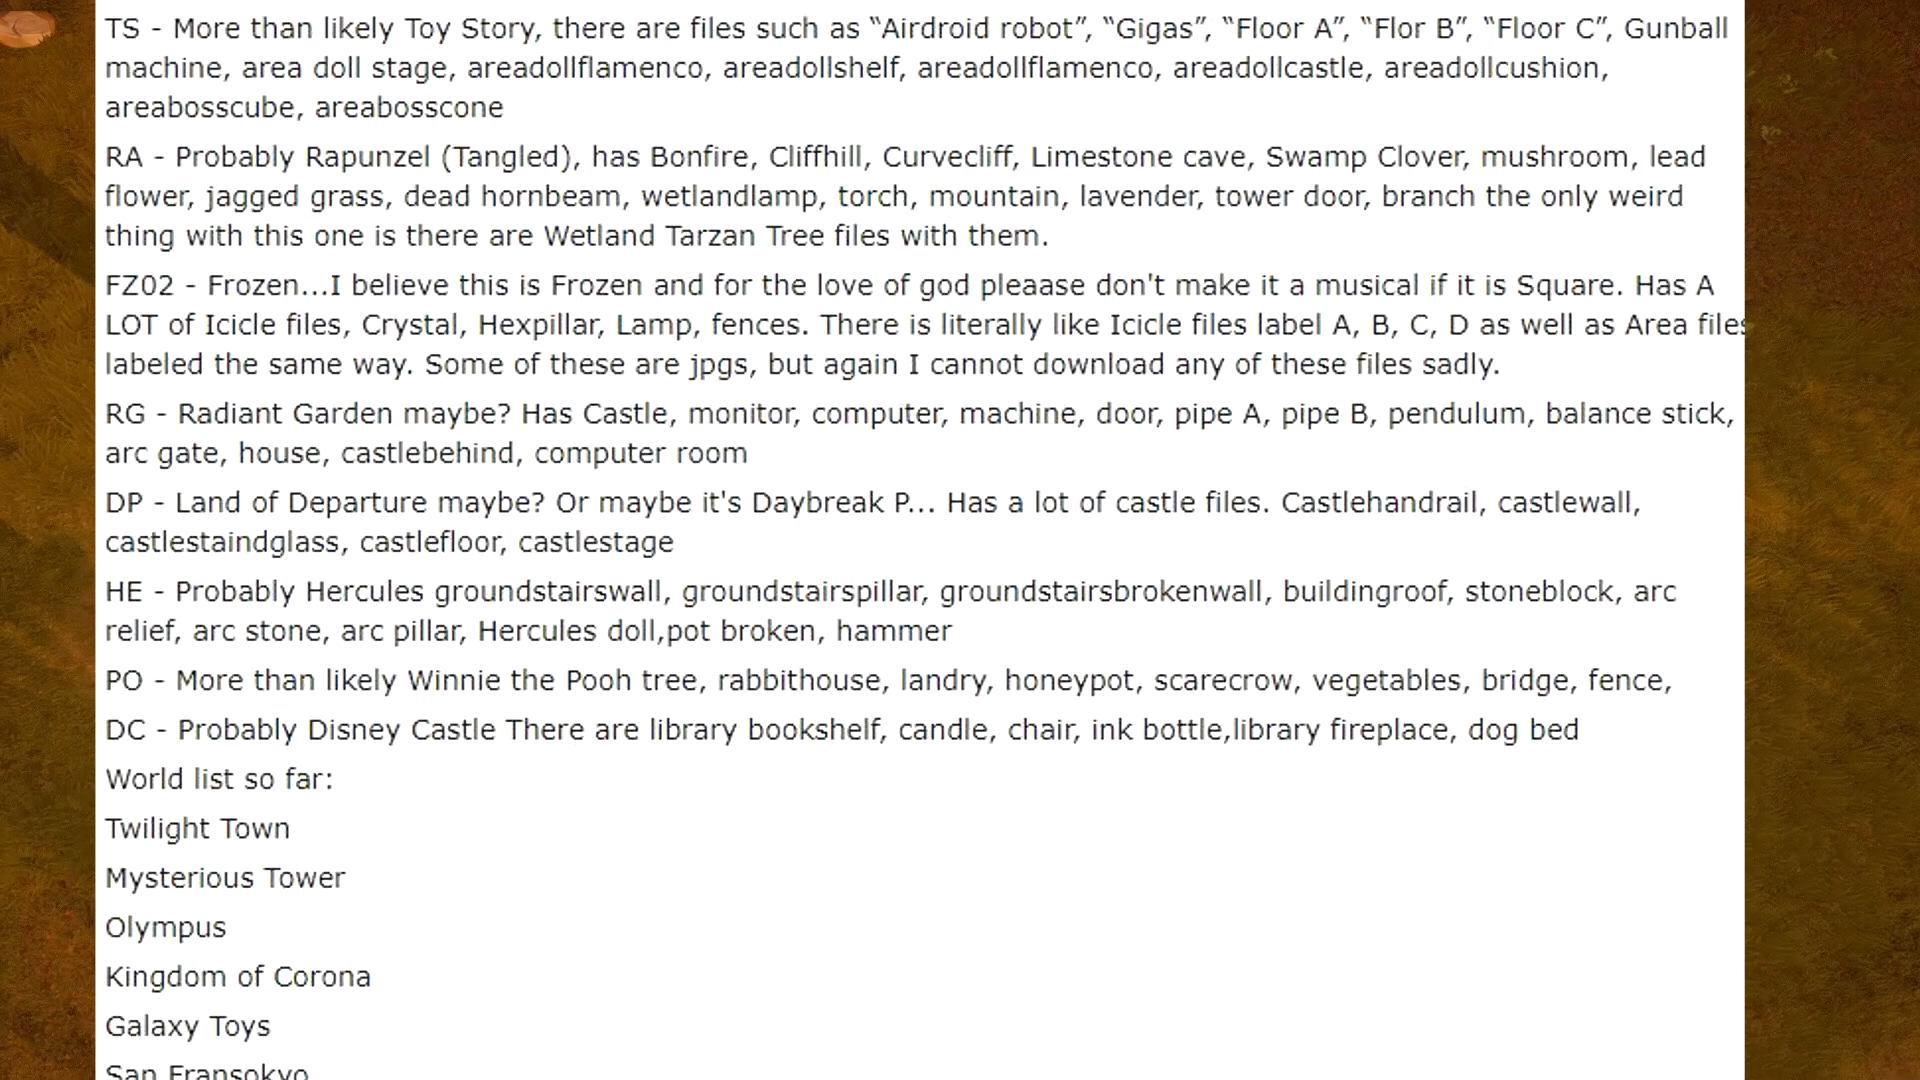 TS - More than likely Toy Story, there are files such as “Airdroid robot”, “Gigas”, “Floor A”, “Flor B”, “Floor C”, Gunball
machine, area doll stage, areadollflamenco, areadollshelf, areadollflamenco, areadollcastle, areadollcushion,
areabosscube, areabosscone
RA - Probably Rapunzel (Tangled), has Bonfire, Cliffhill, Curvecliff, Limestone cave, Swamp Clover, mushroom, lead
flower, jagged grass, dead hornbeam, wetlandlamp, torch, mountain, lavender, tower door, branch the only weird
thing with this one is there are Wetland Tarzan Tree files with them.
FZ02 - Frozen...I believe this is Frozen and for the love of god pleaase don't make it a musical if it is Square. Has A
LOT of Icicle files, Crystal, Hexpillar, Lamp, fences. There is literally like Icicle files label A, B, C, D as well as Area files
labeled the same way. Some of these are jpgs, but again I cannot download any of these files sadly.
RG - Radiant Garden maybe? Has Castle, monitor, computer, machine, door, pipe A, pipe B, pendulum, balance stick,
arc gate, house, castlebehind, computer room
DP - Land of Departure maybe? Or maybe it's Daybreak P... Has a lot of castle files. Castlehandrail, castlewall,
castlestaindglass, castlefloor, castlestage
HE - Probably Hercules groundstairswall, groundstairspillar, groundstairsbrokenwall, buildingroof, stoneblock, arc
relief, arc stone, arc pillar, Hercules doll,pot broken, hammer
PO - More than likely Winnie the Pooh tree, rabbithouse, landry, honeypot, scarecrow, vegetables, bridge, fence,
DC - Probably Disney Castle There are library bookshelf, candle, chair, ink bottle,library fireplace, dog bed
World list so far:
Twilight Town
Mysterious Tower
Olympus
Kingdom of Corona
Galaxy Toys
San Fransokyo